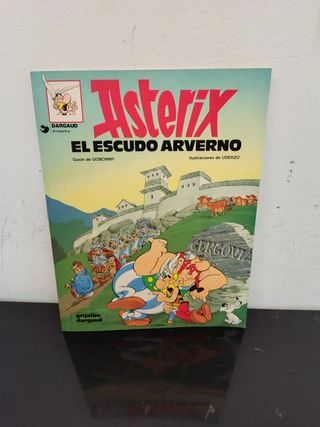 Asterix
DARGAUD
EL ESCUDO ARVERNO
Guión de GOSCINNY
Ilustraciones de UDERZO
GERGOVIA
grijalbo
dargaud